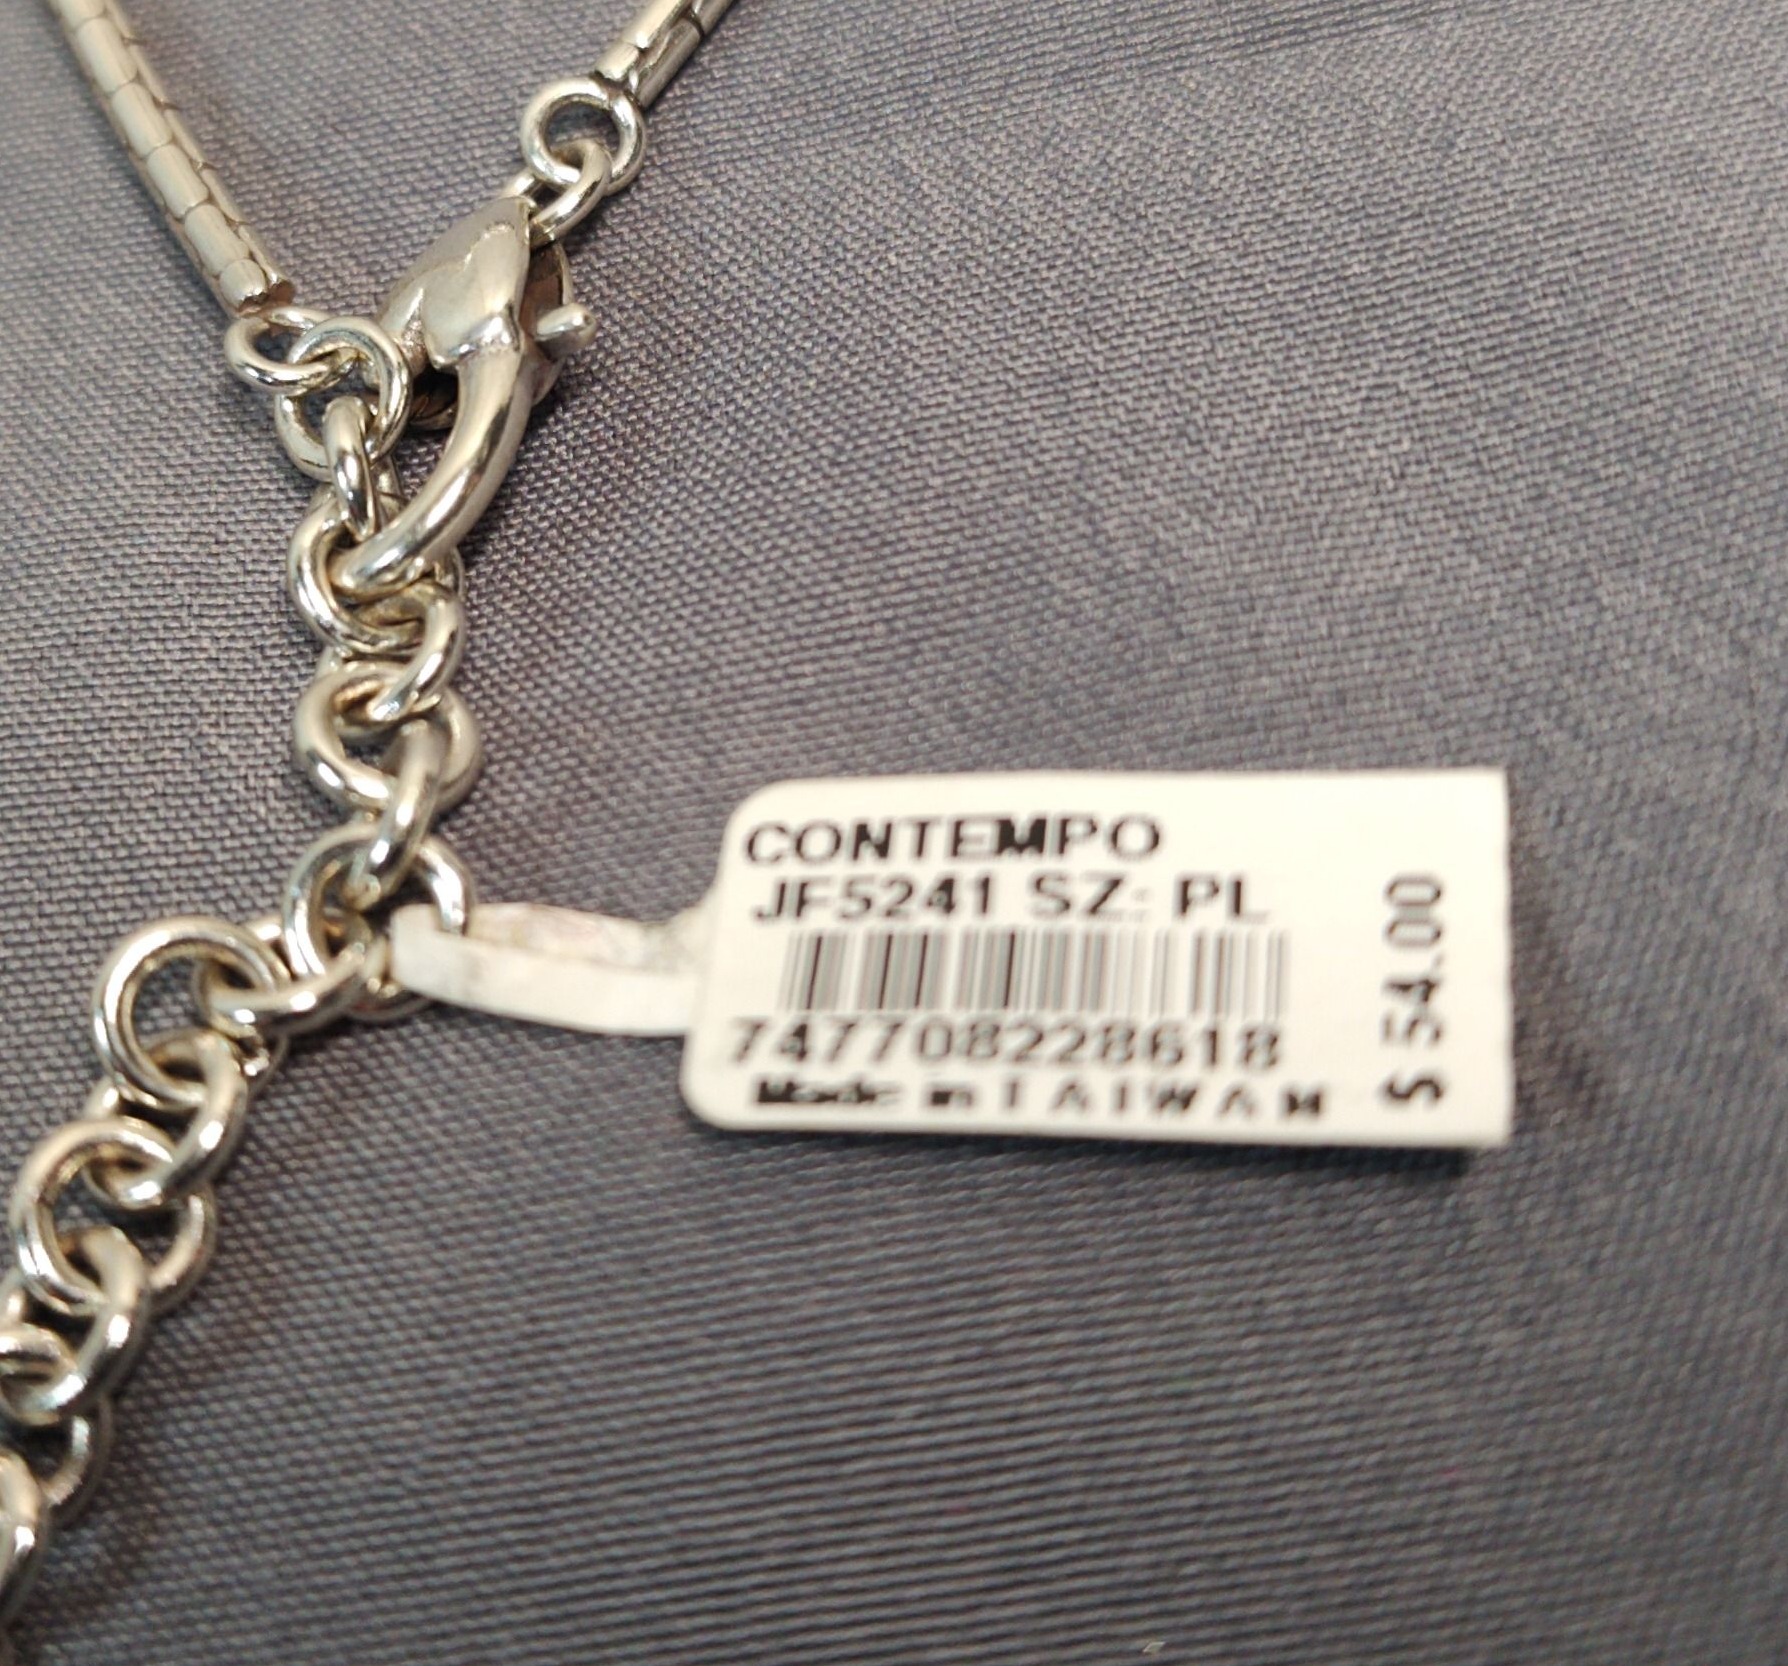 CONTEMPO
JF5241 SZ: PL
747708228618
Made in TAIWAN
$ 54.00